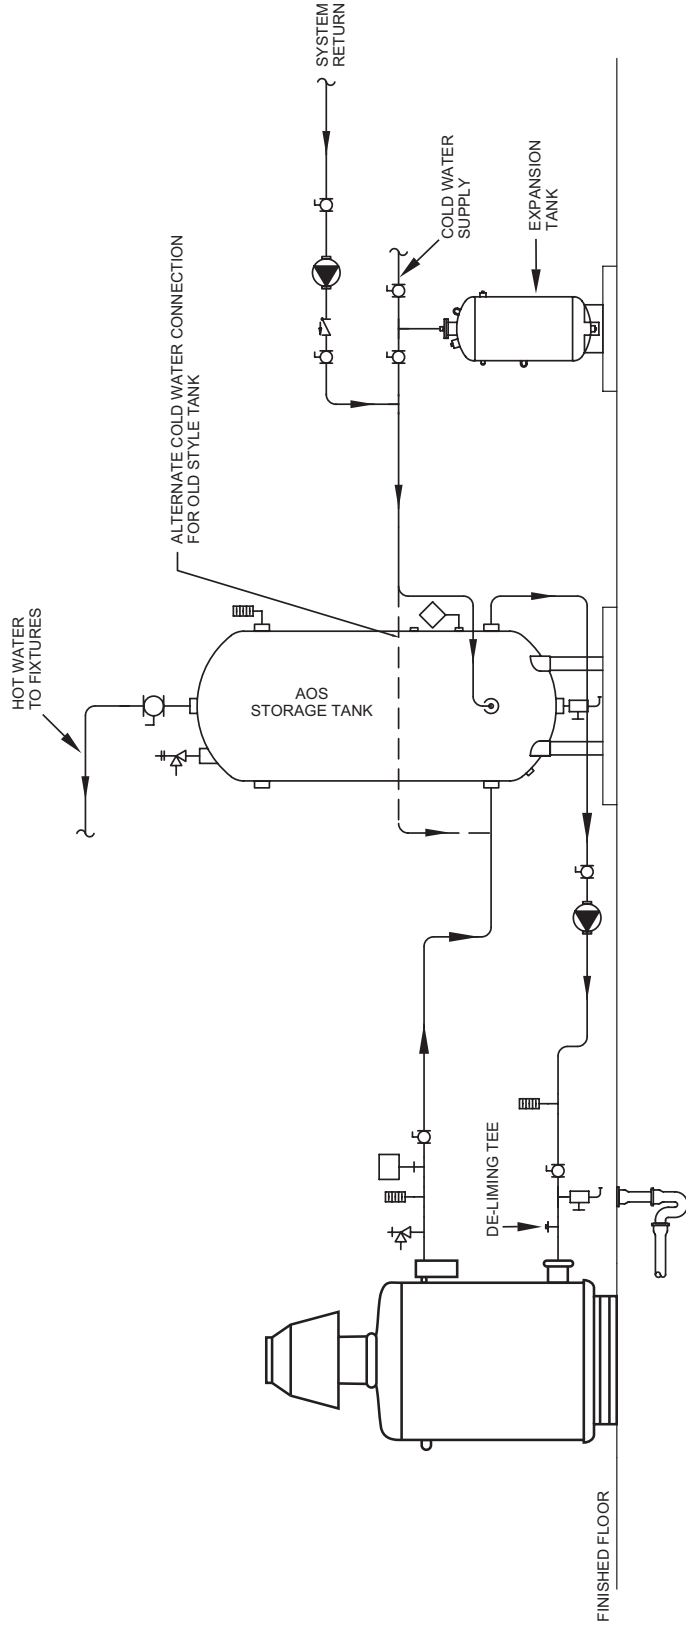 HOT WATER
TO FIXTURES
ALTERNATE COLD WATER CONNECTION
FOR OLD STYLE TANK
SYSTEM
RETURN
COLD WATER
SUPPLY
EXPANSION
TANK
AOS
STORAGE TANK
DE-LIMING TEE
FINISHED FLOOR